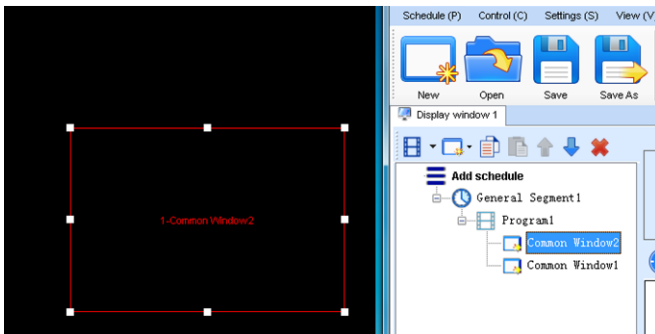 Schedule (P) Control (C) Settings (S) View (V
New Open Save Save As
Display window 1
Add schedule
General Segment1
Program1
1-Common Window2
Common Window2
Common Window1